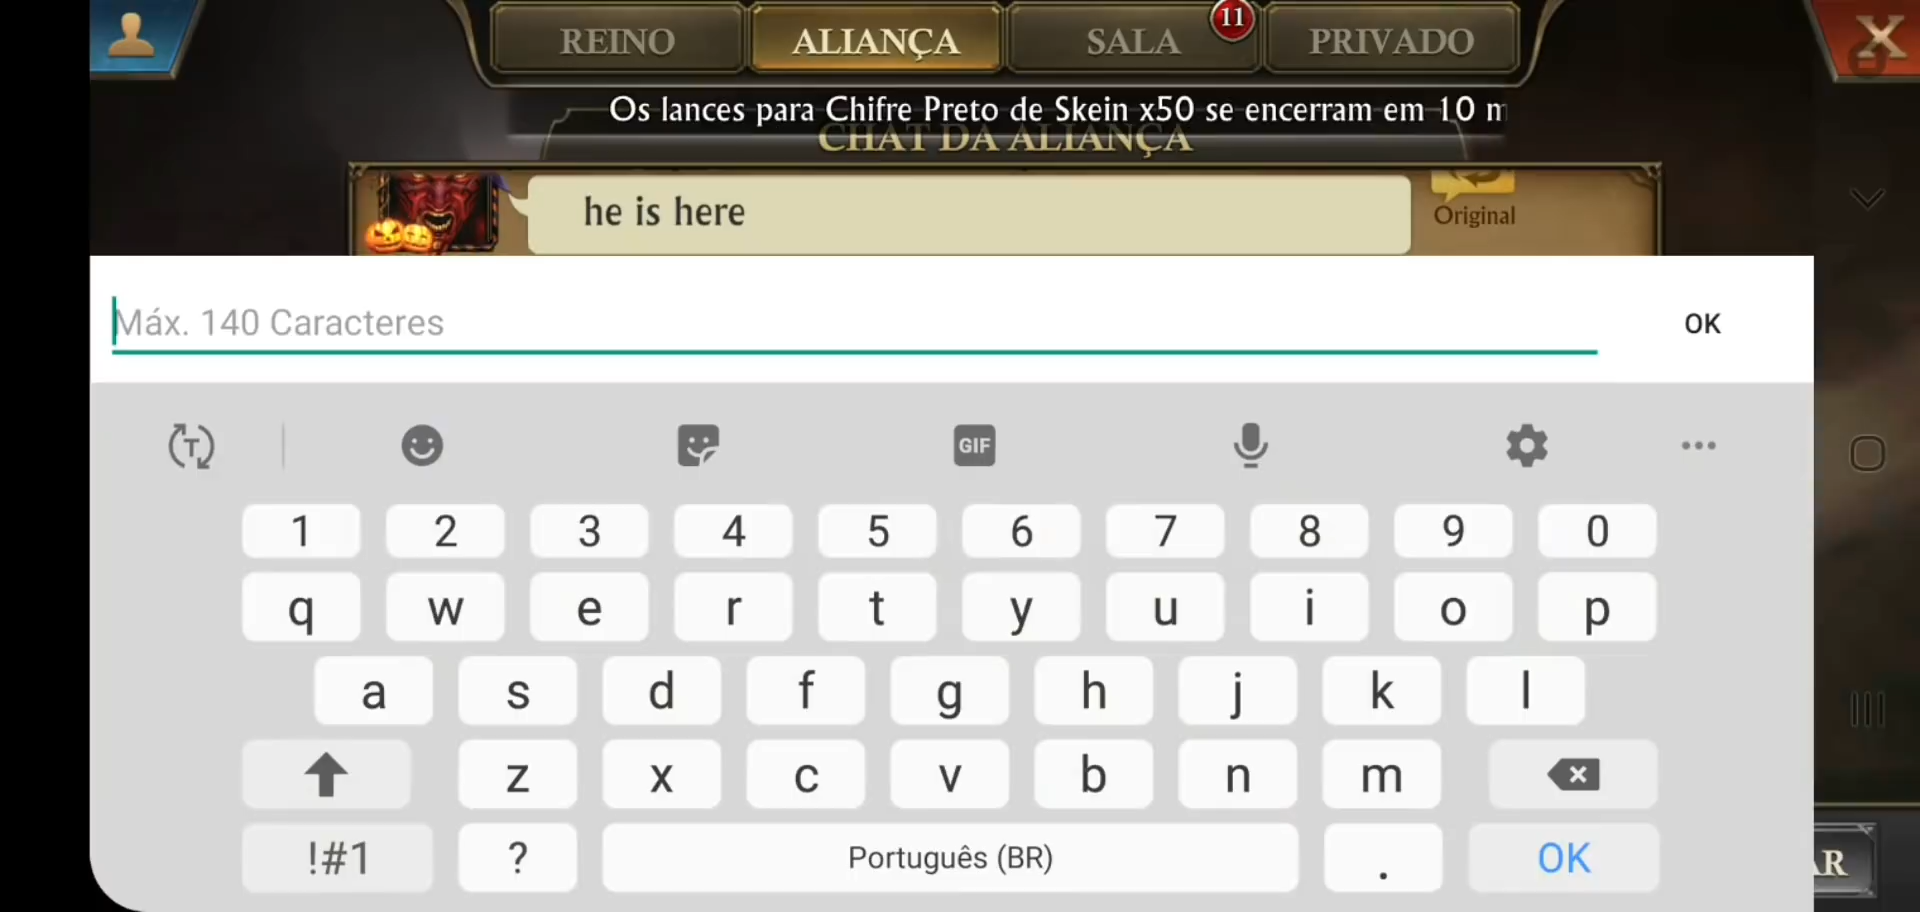 REINO ALIANÇA SALA 11 PRIVADO
Os lances para Chifre Preto de Skein x50 se encerram em 10 m
CHAT DA ALIANÇA
he is here
Original
Máx. 140 Caracteres
OK
T GIF
1 2 3 4 5 6 7 8 9 0
q w e r t y u i o p
a s d f g h j k l
z x c v b n m
!#1 ? Português (BR) . OK
AR